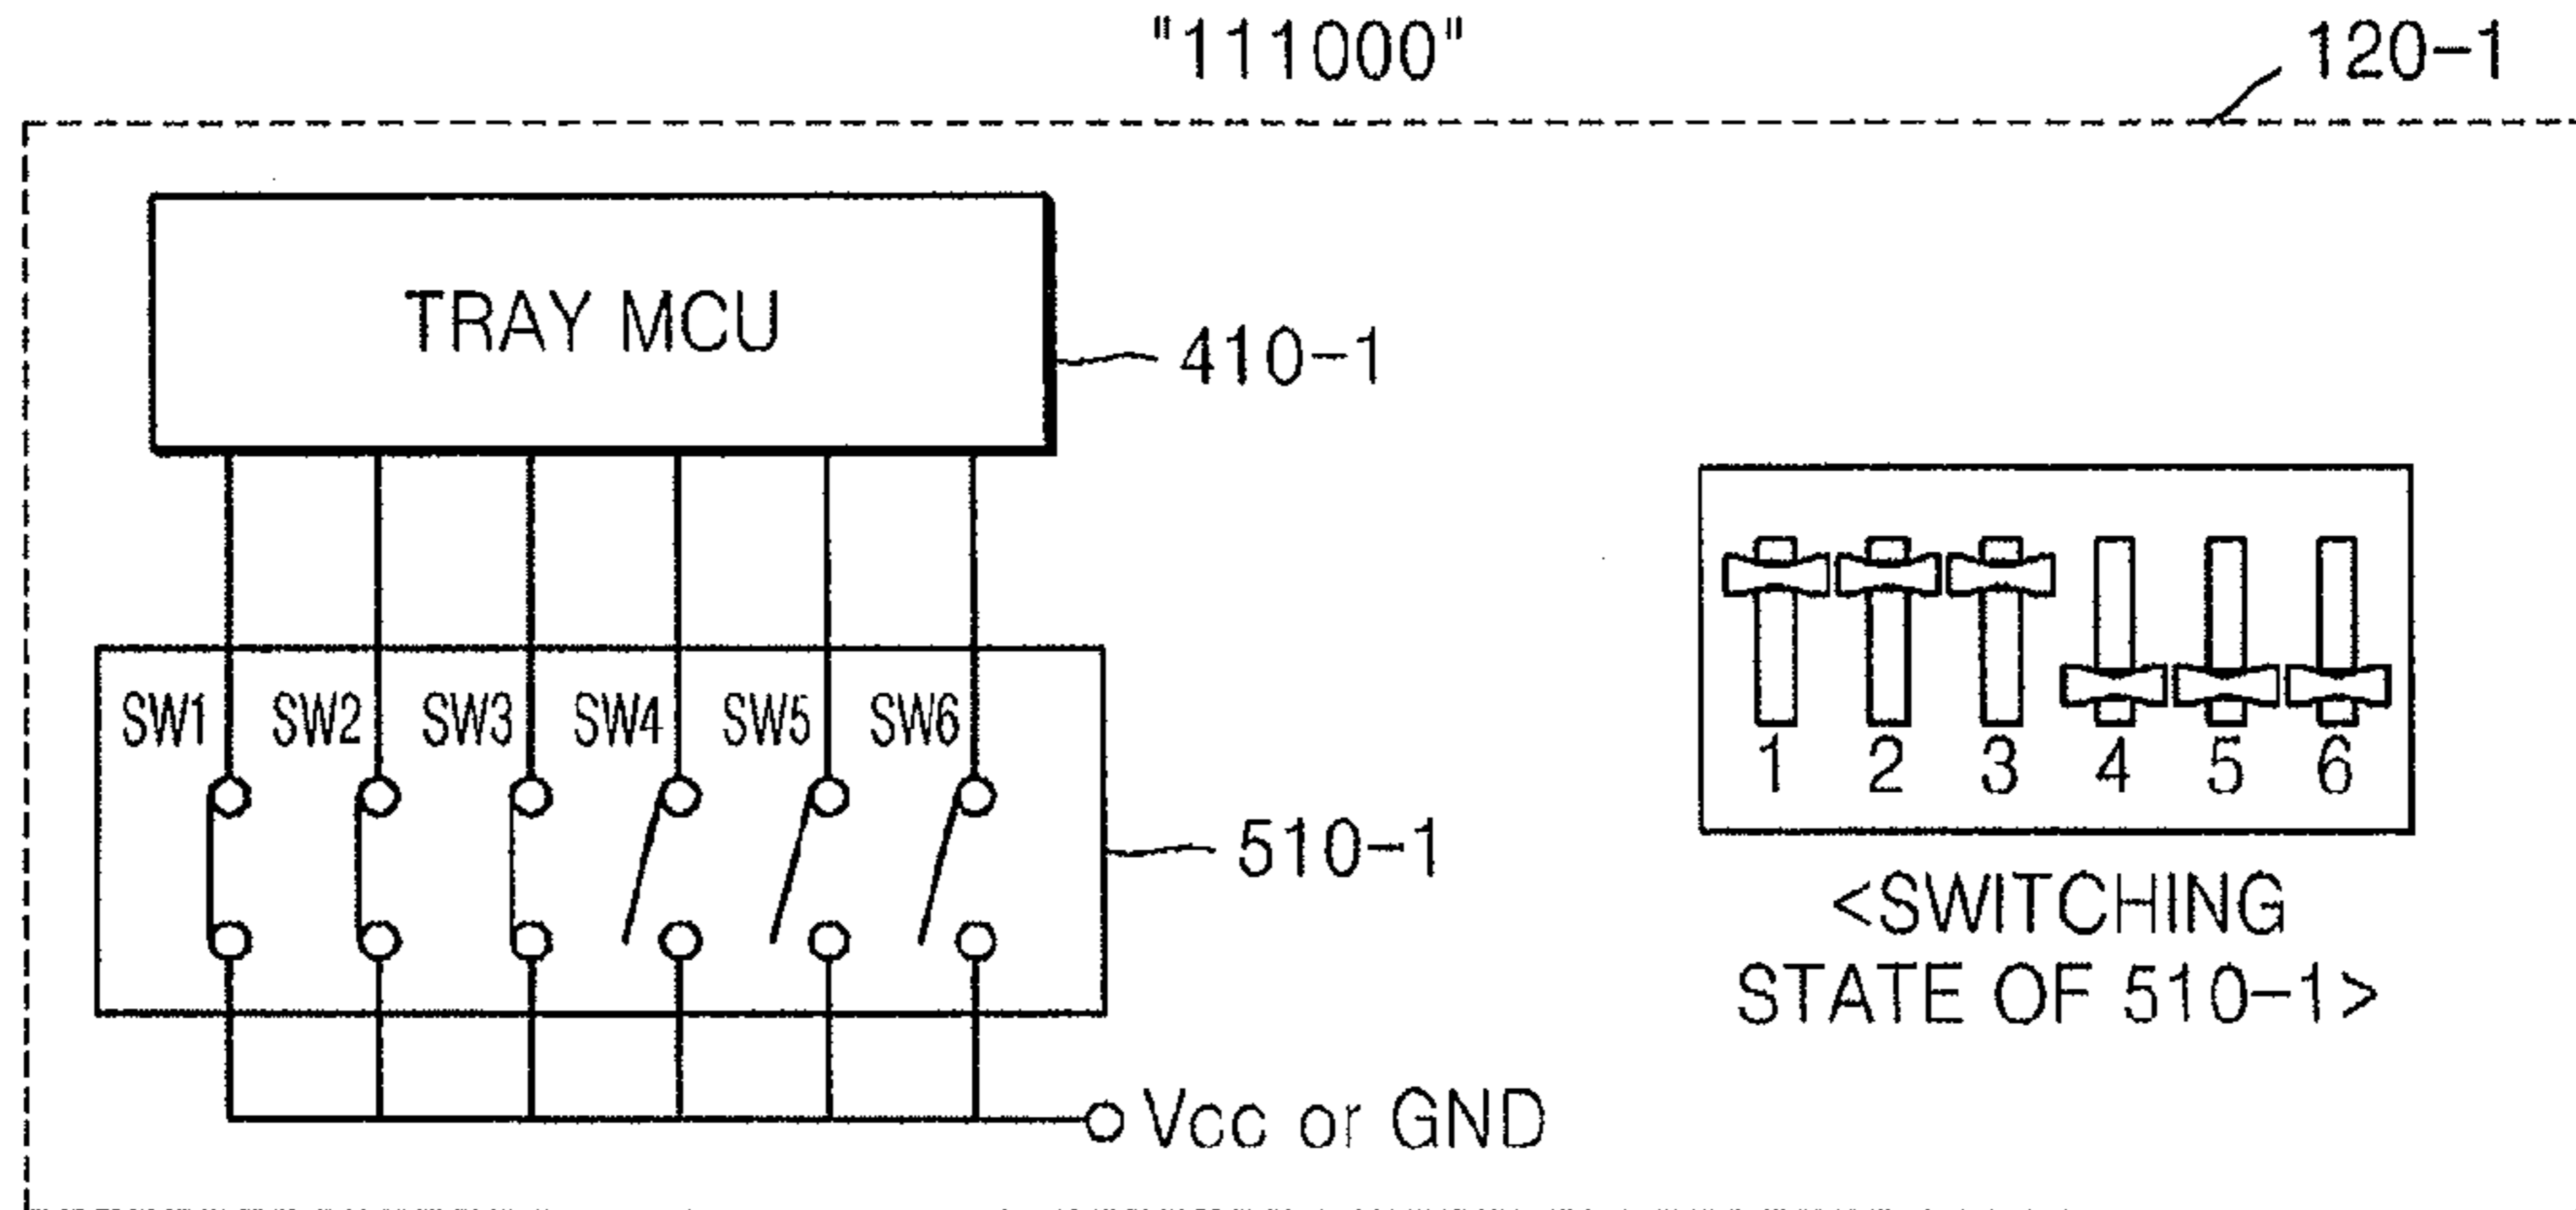 "111000"
120-1
TRAY MCU
410-1
SW1 SW2 SW3 SW4 SW5 SW6
510-1
1 2 3 4 5 6
<SWITCHING
STATE OF 510-1>
Vcc or GND